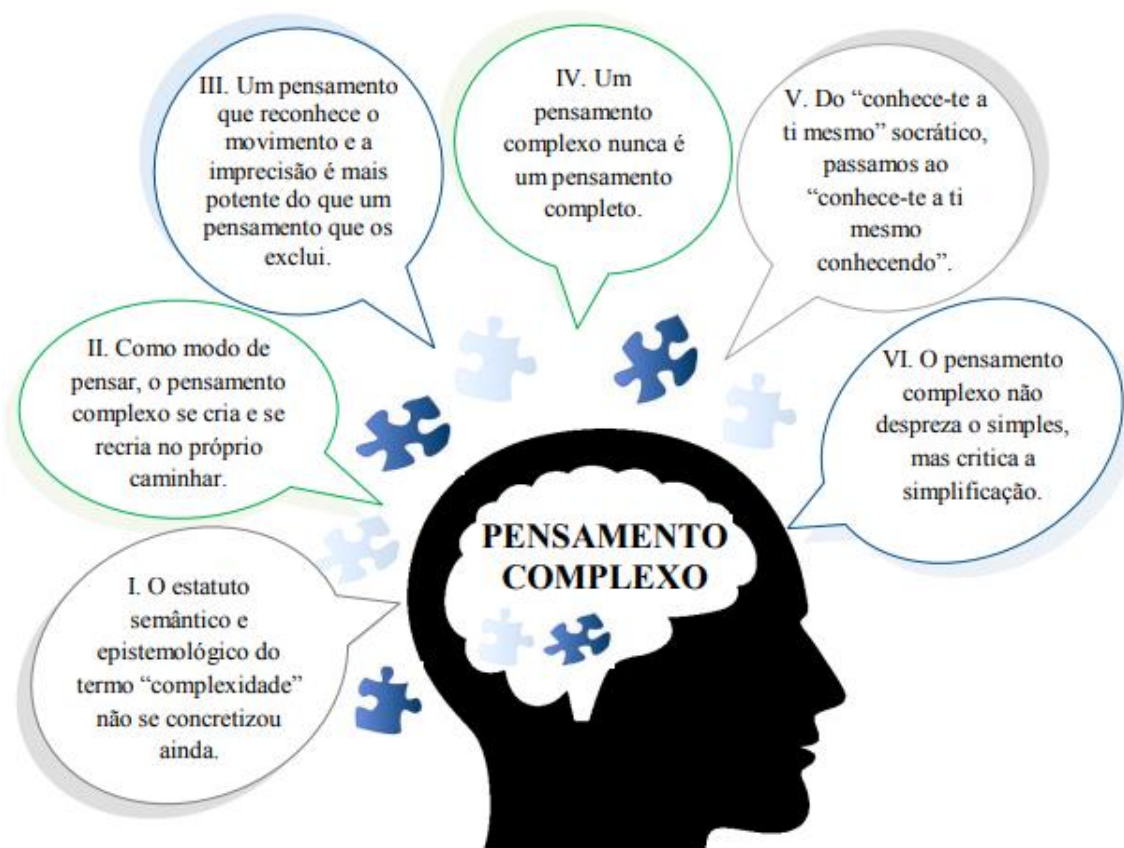 I. O estatuto
semântico e
epistemológico do
termo “complexidade”
não se concretizou
ainda.
II. Como modo de
pensar, o pensamento
complexo se cria e se
recria no próprio
caminhar.
III. Um pensamento
que reconhece o
movimento e a
imprecisão é mais
potente do que um
pensamento que os
exclui.
IV. Um
pensamento
complexo nunca é
um pensamento
completo.
V. Do “conhece-te a
ti mesmo” socrático,
passamos ao
“conhece-te a ti
mesmo
conhecendo”.
VI. O pensamento
complexo não
despreza o simples,
mas critica a
simplificação.
PENSAMENTO
COMPLEXO